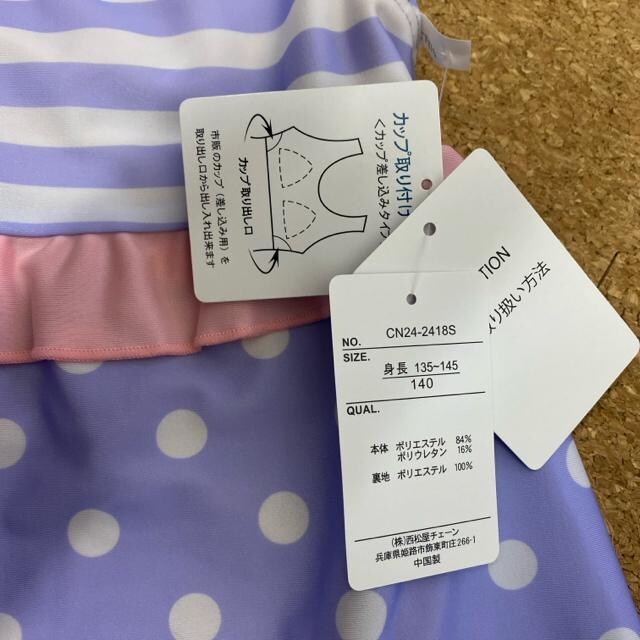 カップ取り付け
<カップ差し込みタイプ
カップ取り出し口
市販のカップ(差し込み用)を
取り出し口から出し入れ出来ます
TION
り扱い方法
NO. CN24-2418S
SIZE.
身長 135~145
140
QUAL.
本体 ポリエステル 84%
ポリウレタン 16%
裏地 ポリエステル 100%
(株)西松屋チェーン
兵庫県姫路市飾東町庄266-1
中国製